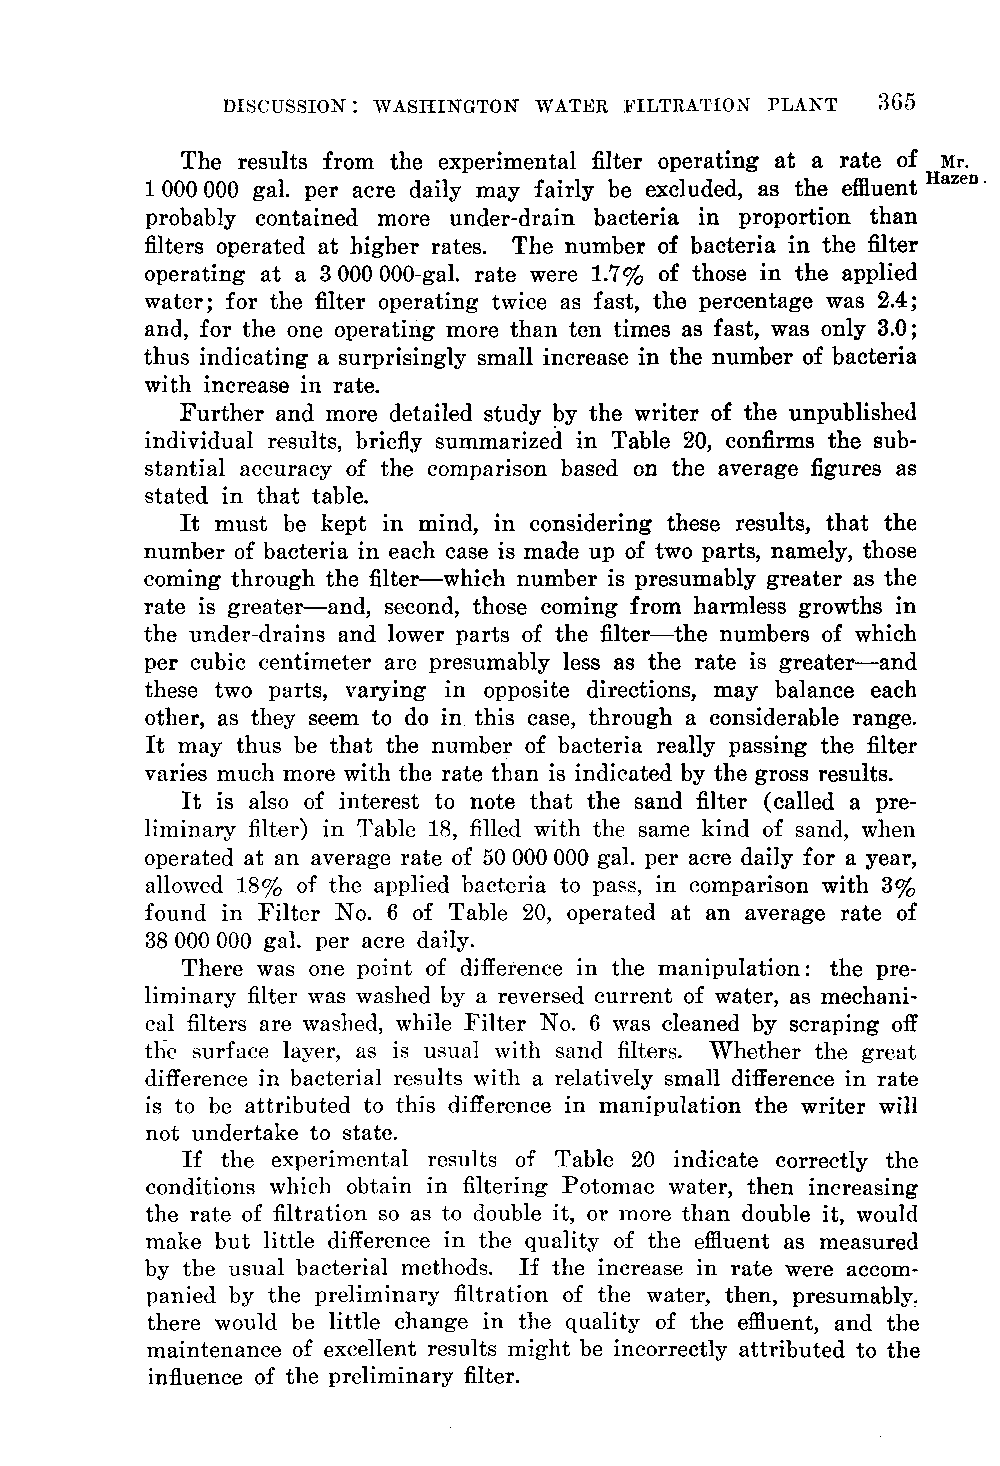 DISCUSSION: WASHINGTON WATER FILTRATION PLANT 365
The results from the experimental filter operating at a rate of Mr.
1 000 000 gal. per acre daily may fairly be excluded, as the effluent Hazen.
probably contained more under-drain bacteria in proportion than
filters operated at higher rates. The number of bacteria in the filter
operating at a 3 000 000-gal. rate were 1.7% of those in the applied
water; for the filter operating twice as fast, the percentage was 2.4;
and, for the one operating more than ten times as fast, was only 3.0;
thus indicating a surprisingly small increase in the number of bacteria
with increase in rate.
Further and more detailed study by the writer of the unpublished
individual results, briefly summarized in Table 20, confirms the sub-
stantial accuracy of the comparison based on the average figures as
stated in that table.
It must be kept in mind, in considering these results, that the
number of bacteria in each case is made up of two parts, namely, those
coming through the filter—which number is presumably greater as the
rate is greater—and, second, those coming from harmless growths in
the under-drains and lower parts of the filter—the numbers of which
per cubic centimeter are presumably less as the rate is greater—and
these two parts, varying in opposite directions, may balance each
other, as they seem to do in this case, through a considerable range.
It may thus be that the number of bacteria really passing the filter
varies much more with the rate than is indicated by the gross results.
It is also of interest to note that the sand filter (called a pre-
liminary filter) in Table 18, filled with the same kind of sand, when
operated at an average rate of 50 000 000 gal. per acre daily for a year,
allowed 18% of the applied bacteria to pass, in comparison with 3%
found in Filter No. 6 of Table 20, operated at an average rate of
38 000 000 gal. per acre daily.
There was one point of difference in the manipulation: the pre-
liminary filter was washed by a reversed current of water, as mechani-
cal filters are washed, while Filter No. 6 was cleaned by scraping off
the surface layer, as is usual with sand filters. Whether the great
difference in bacterial results with a relatively small difference in rate
is to be attributed to this difference in manipulation the writer will
not undertake to state.
If the experimental results of Table 20 indicate correctly the
conditions which obtain in filtering Potomac water, then increasing
the rate of filtration so as to double it, or more than double it, would
make but little difference in the quality of the effluent as measured
by the usual bacterial methods. If the increase in rate were accom-
panied by the preliminary filtration of the water, then, presumably,
there would be little change in the quality of the effluent, and the
maintenance of excellent results might be incorrectly attributed to the
influence of the preliminary filter.